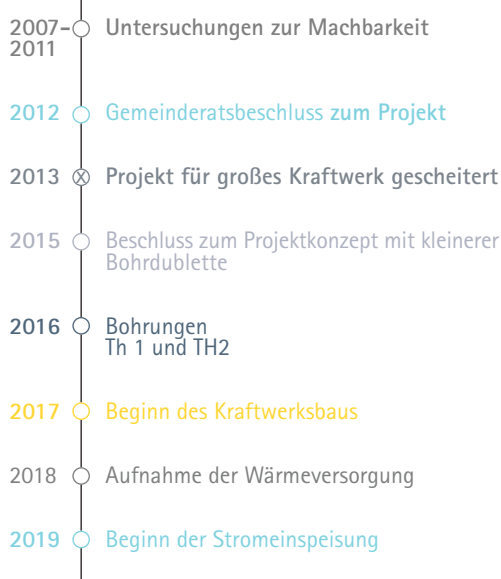 2007-
2011
Untersuchungen zur Machbarkeit
2012 Gemeinderatsbeschluss zum Projekt
2013 Projekt für großes Kraftwerk gescheitert
2015 Beschluss zum Projektkonzept mit kleinerer
Bohrdublette
2016 Bohrungen
Th 1 und TH2
2017 Beginn des Kraftwerksbaus
2018 Aufnahme der Wärmeversorgung
2019 Beginn der Stromeinspeisung